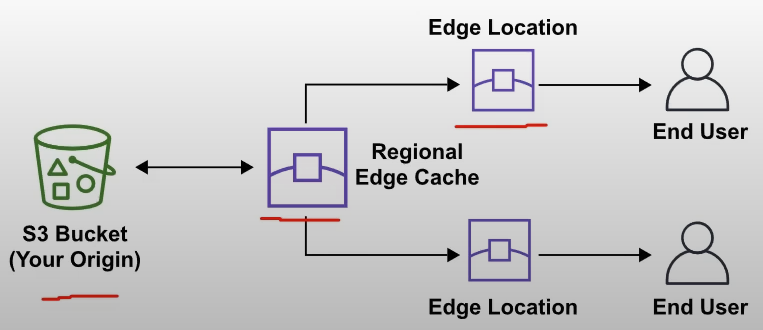 Edge Location
End User
Regional
Edge Cache
S3 Bucket
(Your Origin)
Edge Location
End User